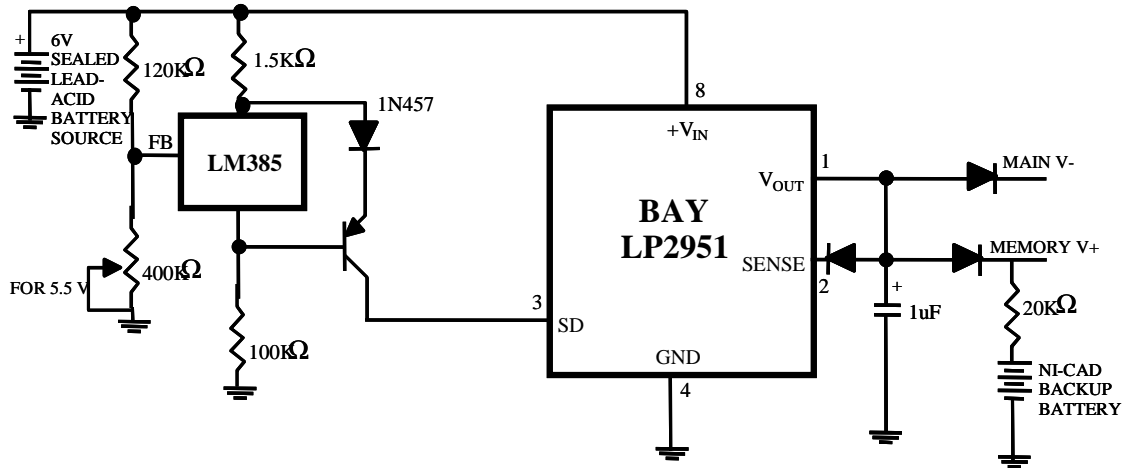 + 6V
SEALED
LEAD-
ACID
BATTERY
SOURCE
120KΩ
1.5KΩ
1N457
FB
LM385
400KΩ
FOR 5.5 V
100KΩ
8
+VIN
VOUT
1
MAIN V-
BAY
LP2951
SENSE
2
MEMORY V+
3
SD
+
1uF
20KΩ
GND
4
NI-CAD
BACKUP
BATTERY